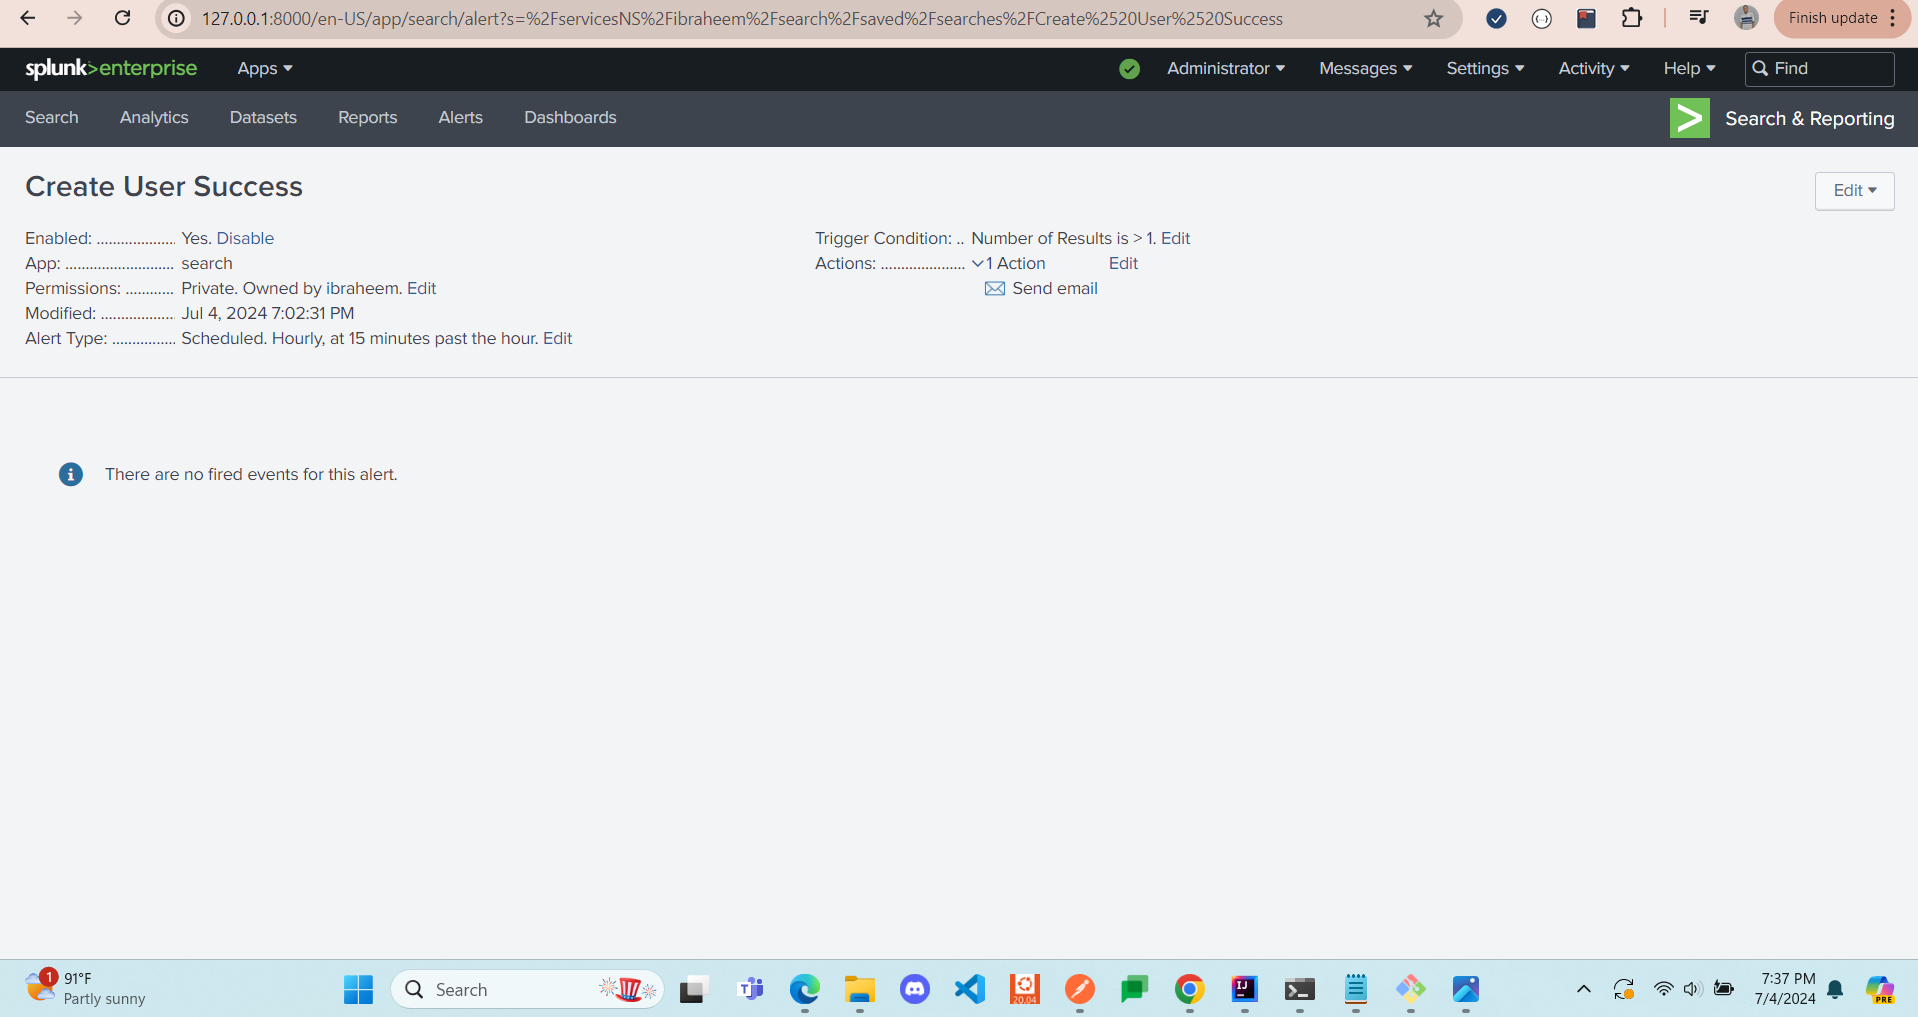 127.0.0.1:8000/en-US/app/search/alert?s=%2FservicesNS%2Fibraheem%2Fsearch%2Fsaved%2Fsearches%2FCreate%2520User%2520Success
Finish update
splunk>enterprise Apps Administrator Messages Settings Activity Help Find
Search Analytics Datasets Reports Alerts Dashboards Search & Reporting
Create User Success
Edit
Enabled: ................... Yes. Disable
App: .......................... search
Permissions: ............ Private. Owned by ibraheem. Edit
Modified: .................. Jul 4, 2024 7:02:31 PM
Alert Type: ................ Scheduled. Hourly, at 15 minutes past the hour. Edit
Trigger Condition: .. Number of Results is > 1. Edit
Actions: ..................... 1 Action Edit
Send email
There are no fired events for this alert.
1
91°F
Partly sunny
Search
20.04
IJ
7:37 PM
7/4/2024
PRE